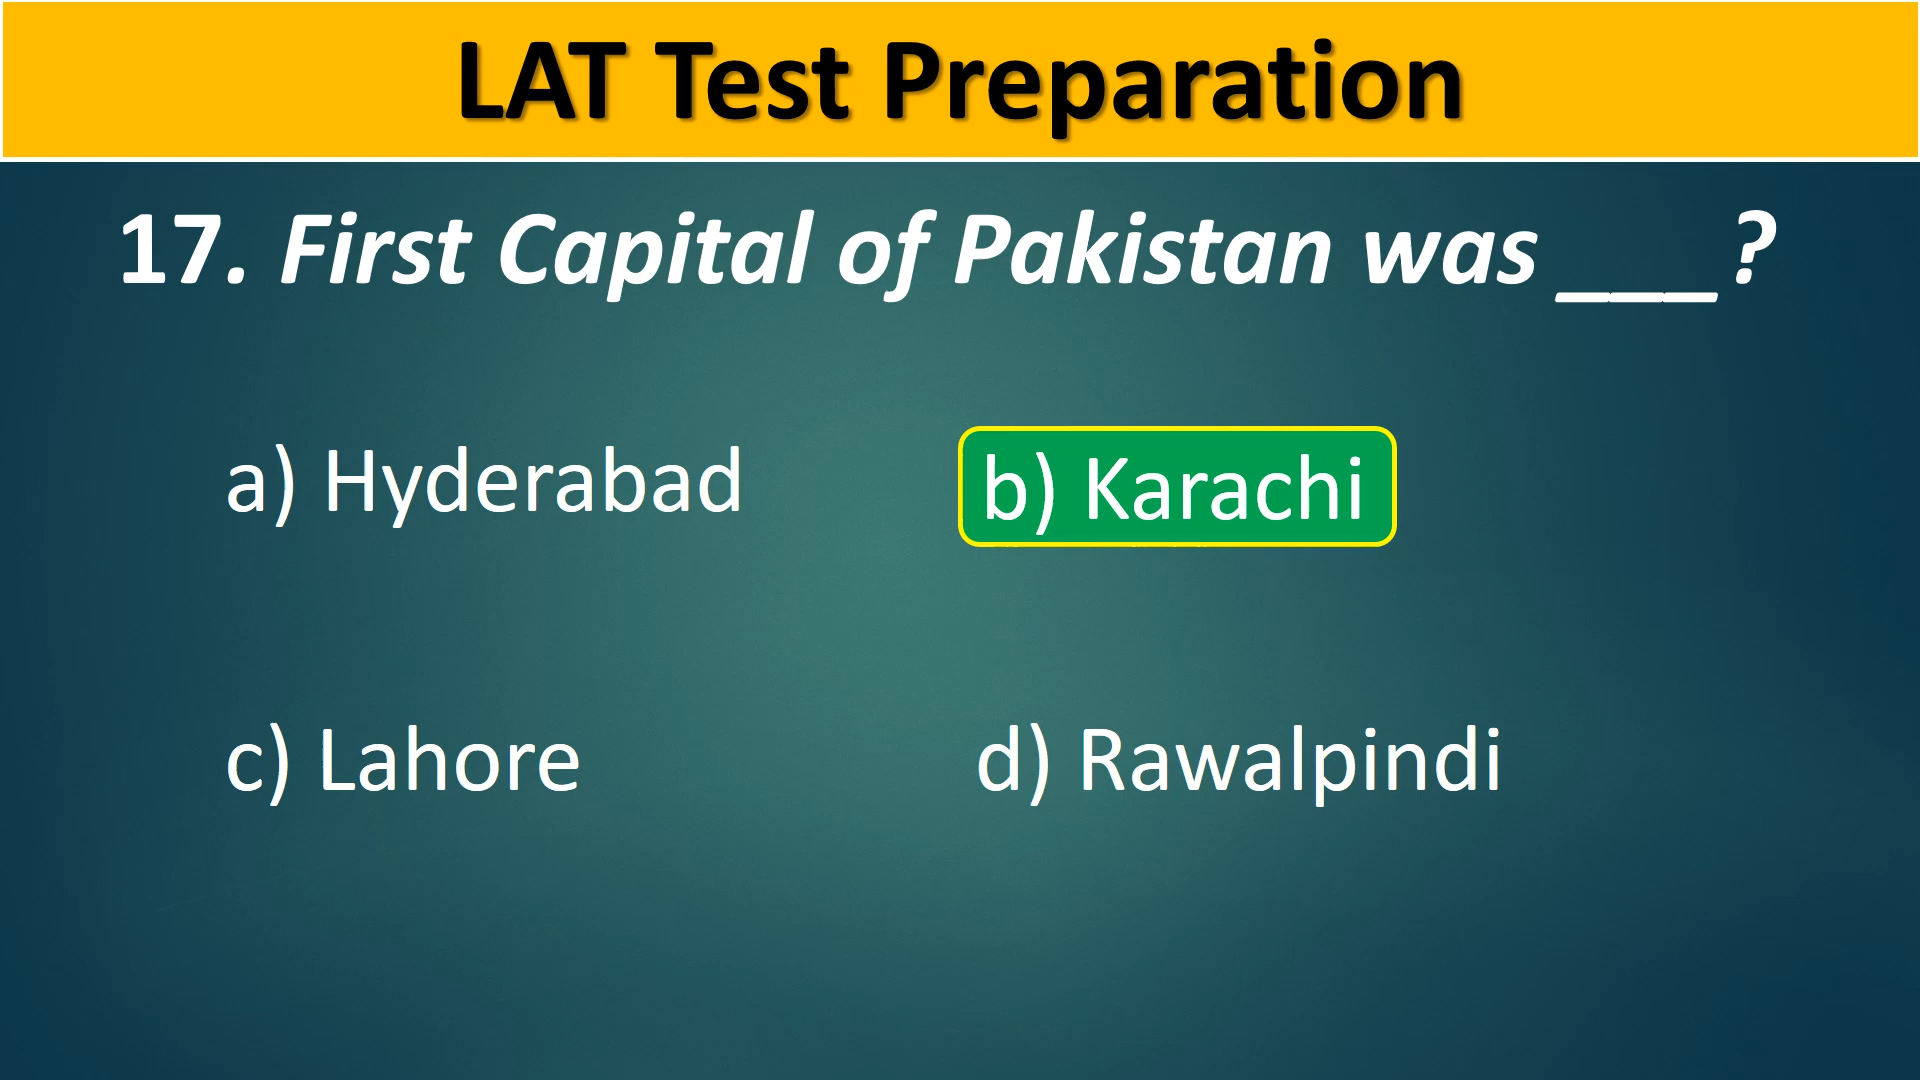 LAT Test Preparation
17. First Capital of Pakistan was ___?
a) Hyderabad
b) Karachi
c) Lahore
d) Rawalpindi